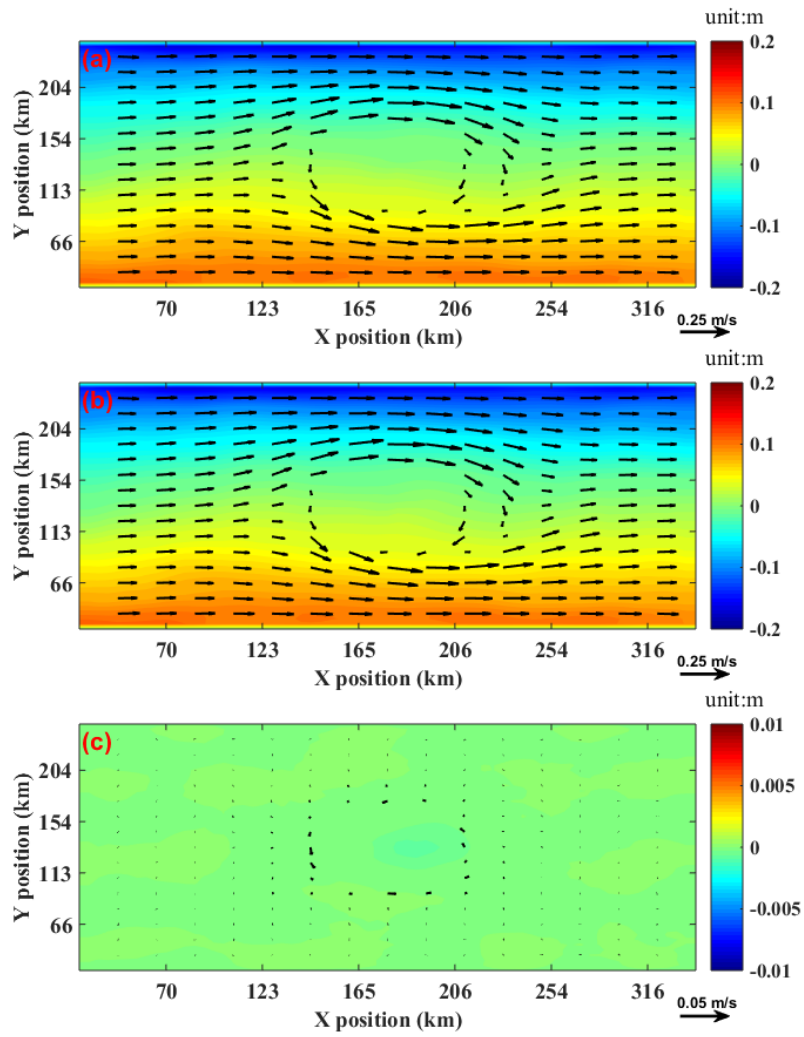 unit:m
(a)
Y position (km)
204
154
113
66
70 123 165 206 254 316
X position (km)
0.2
0.1
0
-0.1
-0.2
0.25 m/s
unit:m
(b)
Y position (km)
204
154
113
66
70 123 165 206 254 316
X position (km)
0.2
0.1
0
-0.1
-0.2
0.25 m/s
unit:m
(c)
Y position (km)
204
154
113
66
70 123 165 206 254 316
X position (km)
0.01
0.005
0
-0.005
-0.01
0.05 m/s